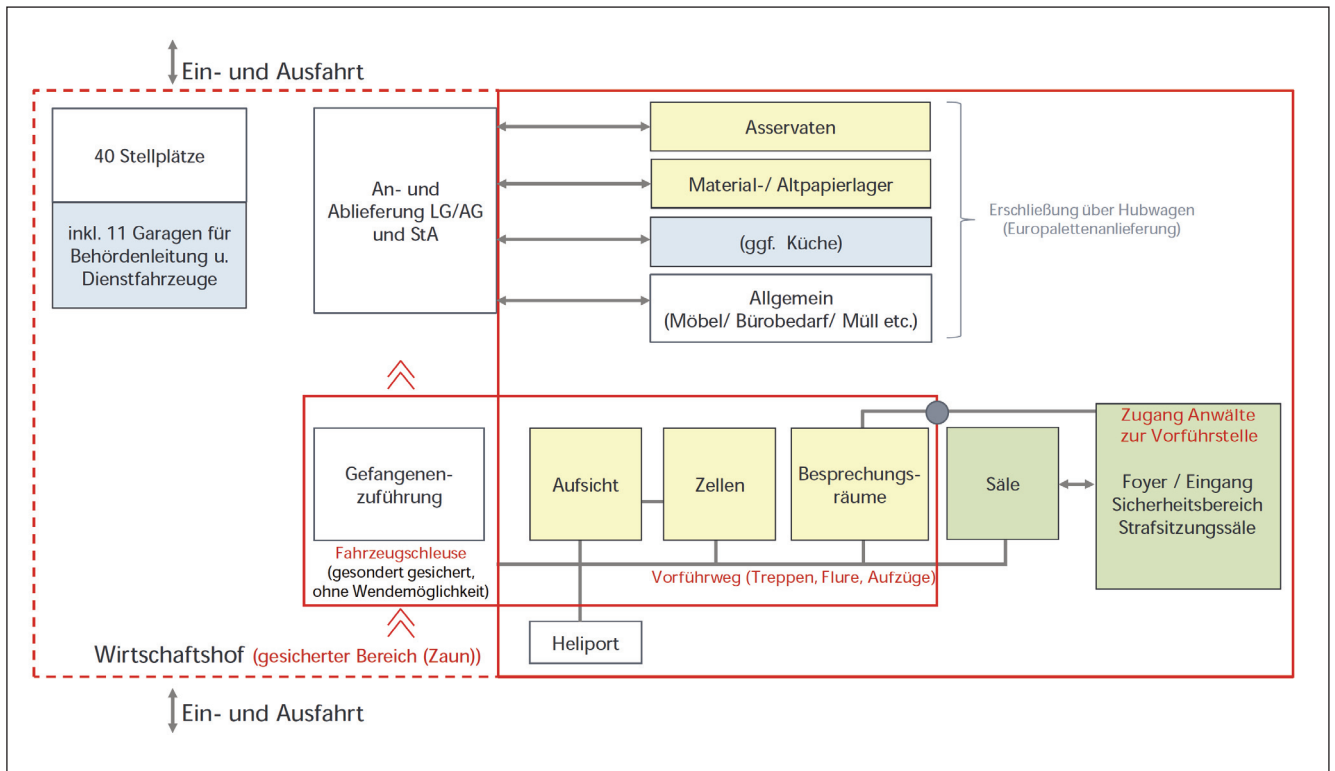 Ein- und Ausfahrt
40 Stellplätze
inkl. 11 Garagen für
Behördenleitung u.
Dienstfahrzeuge
An- und
Ablieferung LG/AG
und StA
Asservaten
Material-/ Altpapierlager
(ggf. Küche)
Allgemein
(Möbel/ Bürobedarf/ Müll etc.)
Erschließung über Hubwagen
(Europalettenanlieferung)
Gefangenen-
zuführung
Fahrzeugschleuse
(gesondert gesichert,
ohne Wendemöglichkeit)
Aufsicht
Zellen
Besprechungs-
räume
Säle
Zugang Anwälte
zur Vorführstelle
Foyer / Eingang
Sicherheitsbereich
Strafsitzungssäle
Vorführweg (Treppen, Flure, Aufzüge)
Heliport
Wirtschaftshof (gesicherter Bereich (Zaun))
Ein- und Ausfahrt